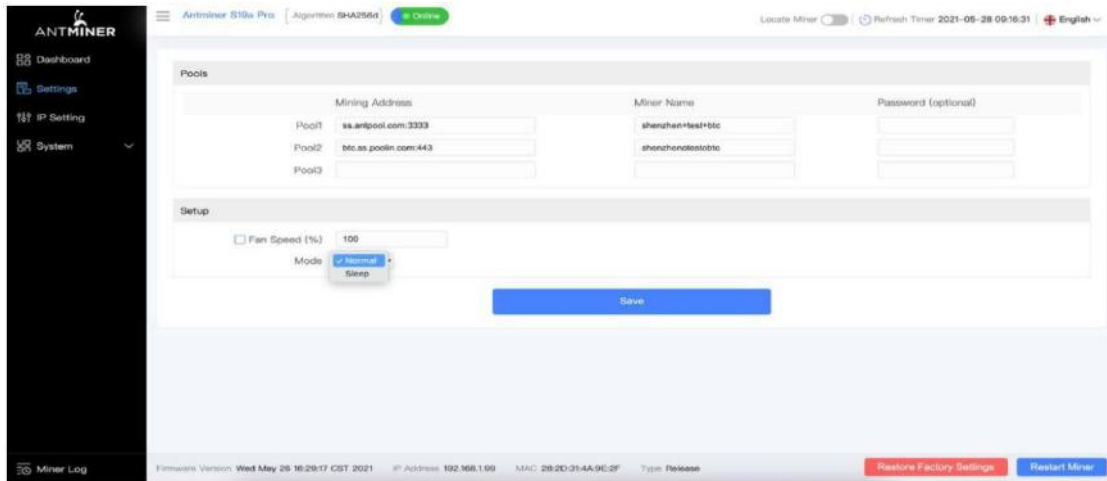 ANTMINER
Antminer S19a Pro Algorithm SHA256d Online Locate Miner Refresh Timer 2021-05-28 09:16:31 English
Dashboard
Settings
IP Setting
System
Pools
Mining Address Miner Name Password (optional)
Pool1 ss.antpool.com:3333 shenzhen+test+btc
Pool2 btc.ss.poolin.com:443
Pool3
Setup
Fan Speed (%) 100
Mode Normal
Sleep
Save
Miner Log
Firmware Version Wed May 26 16:29:17 CST 2021 IP Address 192.168.1.99 MAC 28:2D:31:4A:9E:2F Type Release Restore Factory Settings Restart Miner